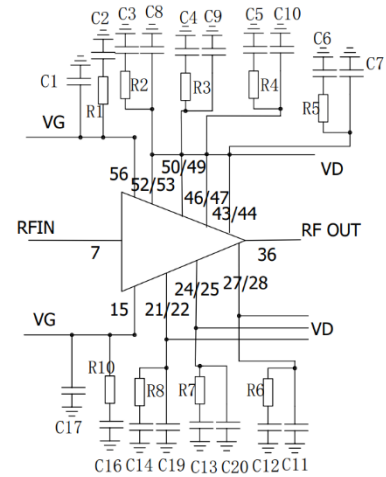 C3 C8 C4 C9 C5 C10
C2 C6
C7
C1
R2 R3 R4
R1 R5
VG
50/49 VD
56 52/53
46/47
43/44
RFIN RF OUT
7 36
27/28
24/25
15 21/22
VG VD
R10 R8 R7 R6
C17
C16 C14 C19 C13 C20 C12 C11